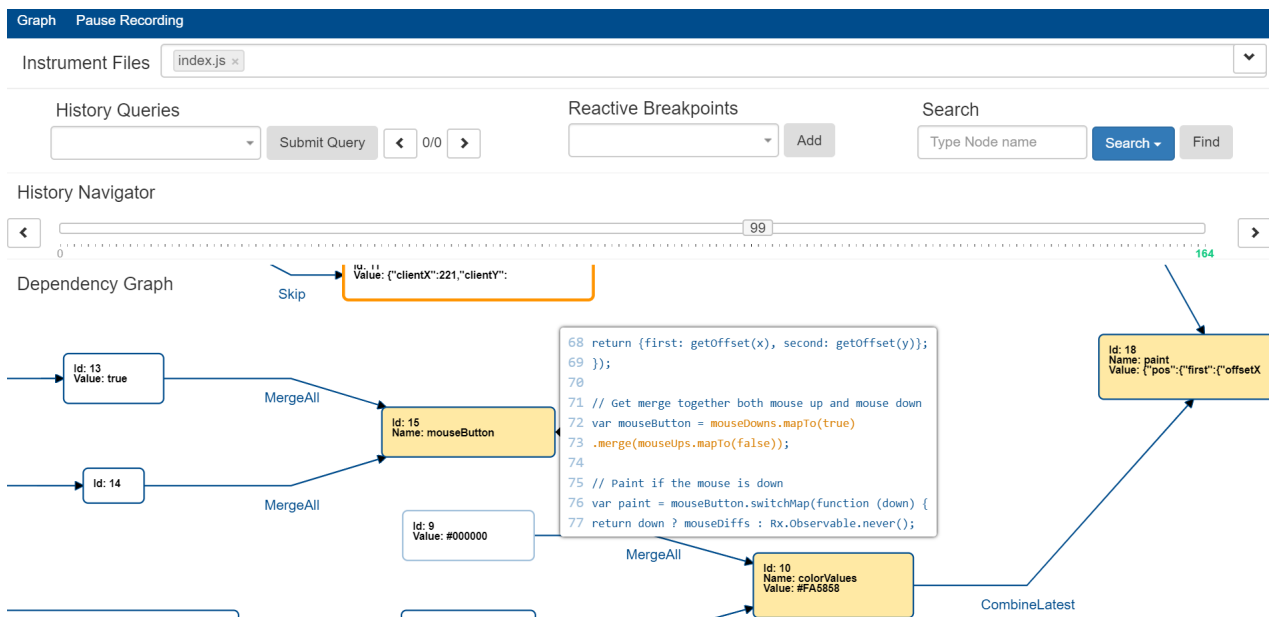 Graph Pause Recording
Instrument Files index.js ×
History Queries
Submit Query 0/0
Reactive Breakpoints
Add
Search
Type Node name Search Find
History Navigator
99
0 164
Dependency Graph
Id: 11
Value: {"clientX":221,"clientY":
Skip
Id: 13
Value: true
MergeAll
Id: 15
Name: mouseButton
Id: 14
MergeAll
Id: 9
Value: #000000
68 return {first: getOffset(x), second: getOffset(y)};
69 });
70
71 // Get merge together both mouse up and mouse down
72 var mouseButton = mouseDowns.mapTo(true)
73 .merge(mouseUps.mapTo(false));
74
75 // Paint if the mouse is down
76 var paint = mouseButton.switchMap(function (down) {
77 return down ? mouseDiffs : Rx.Observable.never();
MergeAll
Id: 10
Name: colorValues
Value: #FA5858
CombineLatest
Id: 18
Name: paint
Value: {"pos":{"first":{"offsetX